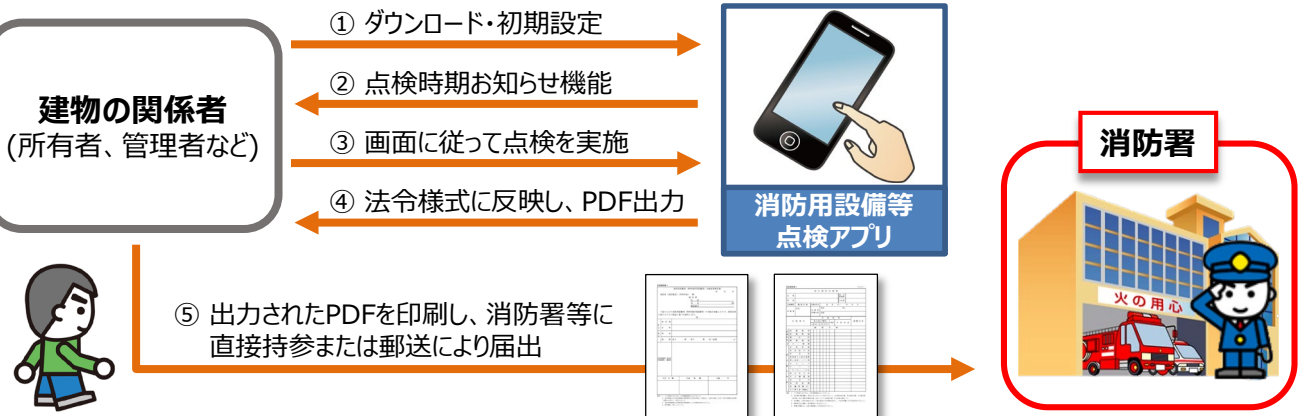 建物の関係者
(所有者、管理者など)
① ダウンロード・初期設定
② 点検時期お知らせ機能
③ 画面に従って点検を実施
④ 法令様式に反映し、PDF出力
消防用設備等
点検アプリ
⑤ 出力されたPDFを印刷し、消防署等に
直接持参または郵送により届出
消防署
火の用心